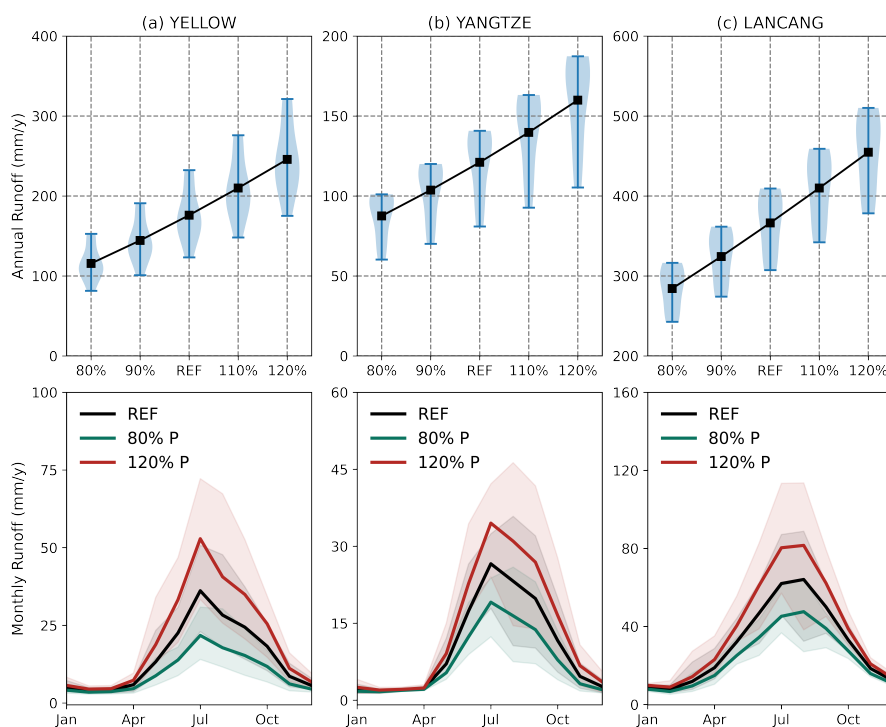 (a) YELLOW
(b) YANGTZE
(c) LANCANG
Annual Runoff (mm/y)
400
300
200
100
0
80% 90% REF 110% 120%
200
150
100
50
0
80% 90% REF 110% 120%
600
500
400
300
200
80% 90% REF 110% 120%
Monthly Runoff (mm/y)
100
75
50
25
0
REF
80% P
120% P
Jan Apr Jul Oct
60
45
30
15
0
REF
80% P
120% P
Jan Apr Jul Oct
160
120
80
40
0
REF
80% P
120% P
Jan Apr Jul Oct